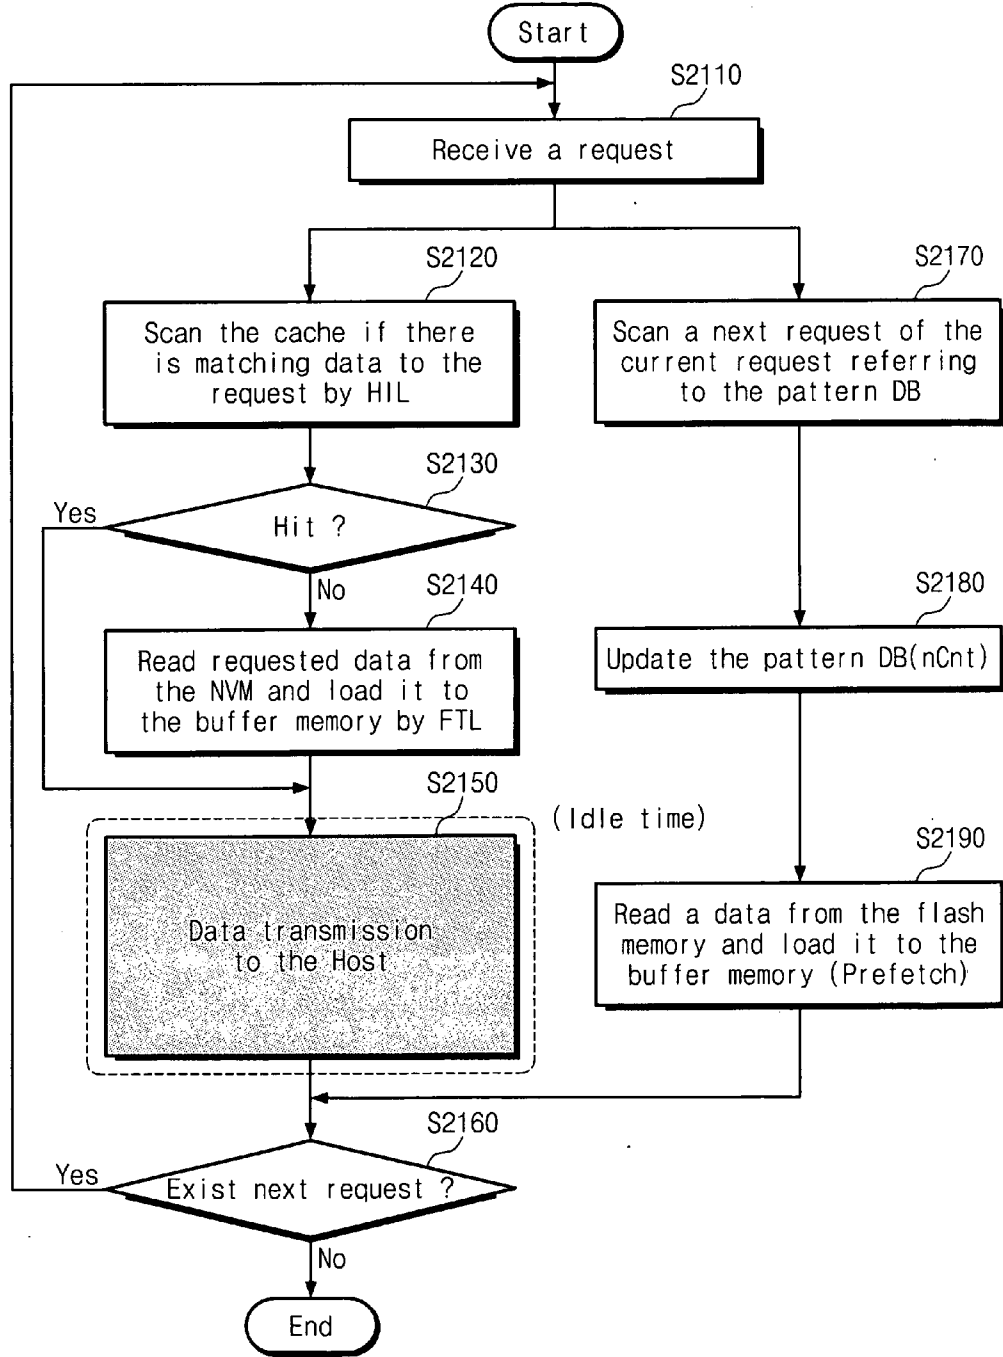 Start
S2110
Receive a request
S2120
Scan the cache if there
is matching data to the
request by HIL
S2170
Scan a next request of the
current request referring
to the pattern DB
S2130
Yes
Hit ?
No
S2140
Read requested data from
the NVM and load it to
the buffer memory by FTL
S2180
Update the pattern DB(nCnt)
S2150
(Idle time)
Data transmission
to the Host
S2190
Read a data from the flash
memory and load it to the
buffer memory (Prefetch)
S2160
Yes
Exist next request ?
No
End